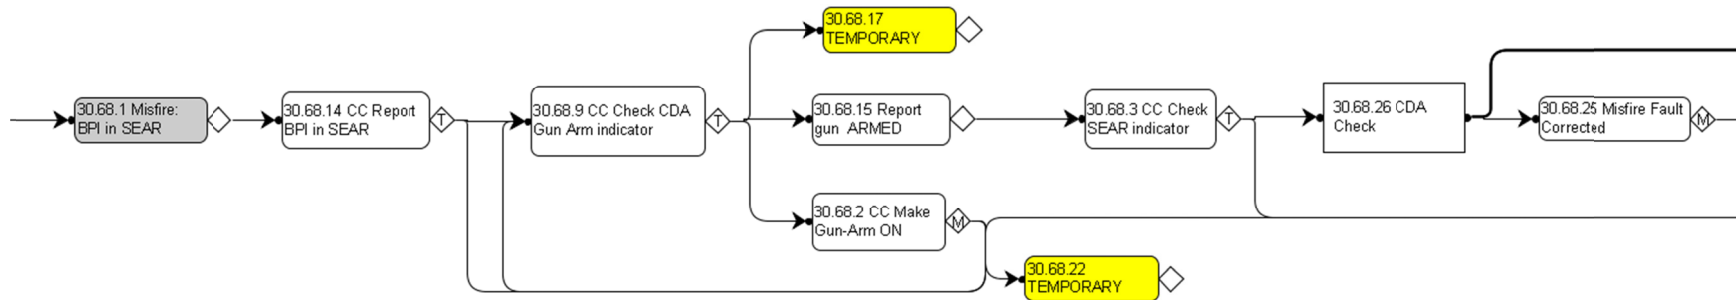 30.68.17
TEMPORARY
30.68.1 Misfire:
BPI in SEAR
30.68.14 CC Report
BPI in SEAR
T
30.68.9 CC Check CDA
Gun Arm indicator
T
30.68.15 Report
gun ARMED
30.68.3 CC Check
SEAR indicator
T
30.68.26 CDA
Check
30.68.25 Misfire Fault
Corrected
M
30.68.2 CC Make
Gun-Arm ON
M
30.68.22
TEMPORARY